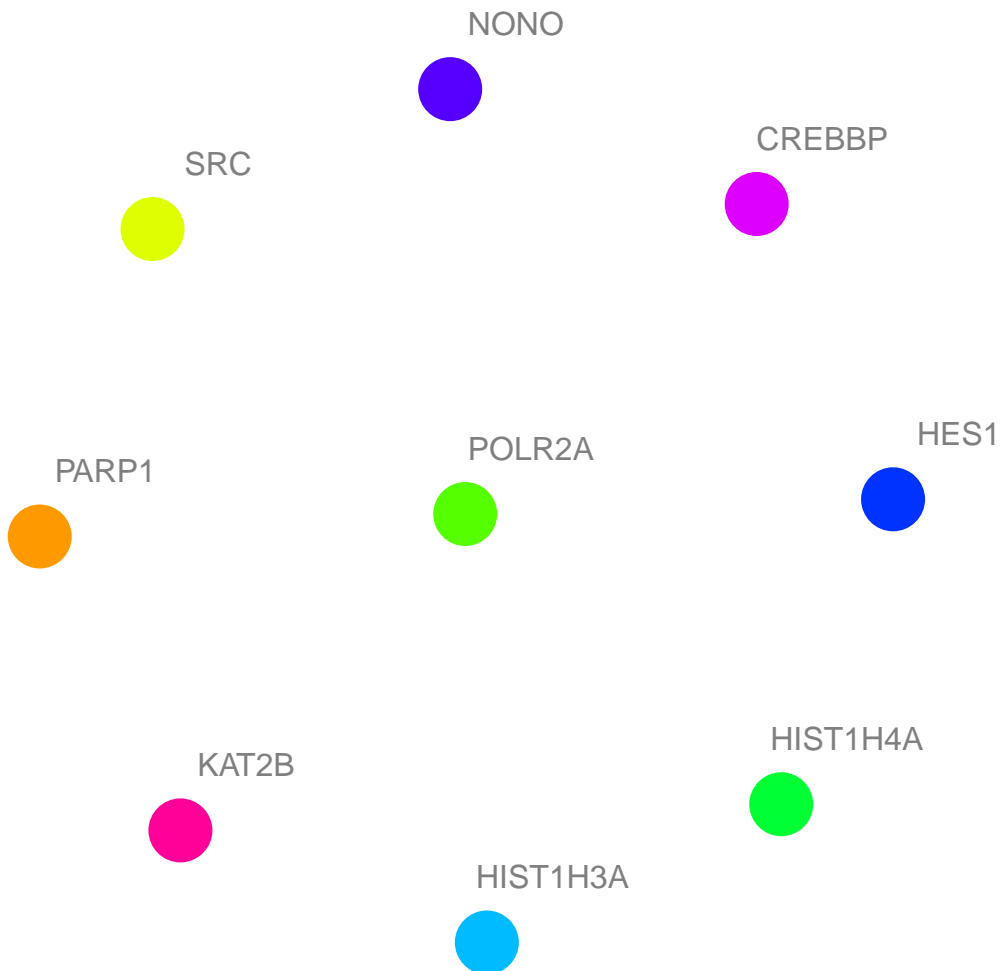 NONO
CREBBP
SRC
HES1
POLR2A
PARP1
HIST1H4A
KAT2B
HIST1H3A